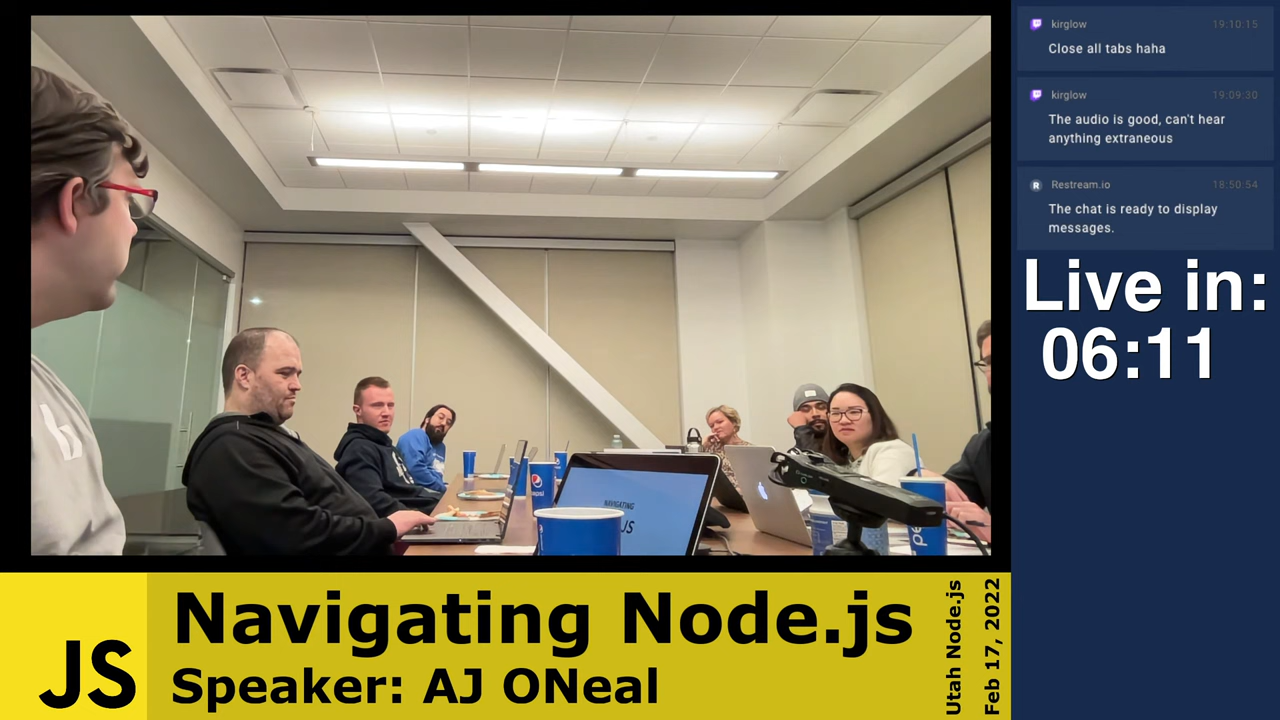 kirglow 19:10:15
Close all tabs haha
kirglow 19:09:30
The audio is good, can't hear
anything extraneous
R Restream.io 18:50:54
The chat is ready to display
messages.
Live in:
06:11
NAVIGATING
JS
pepsi
pe
JS
Navigating Node.js
Speaker: AJ ONeal
Utah Node.js
Feb 17, 2022